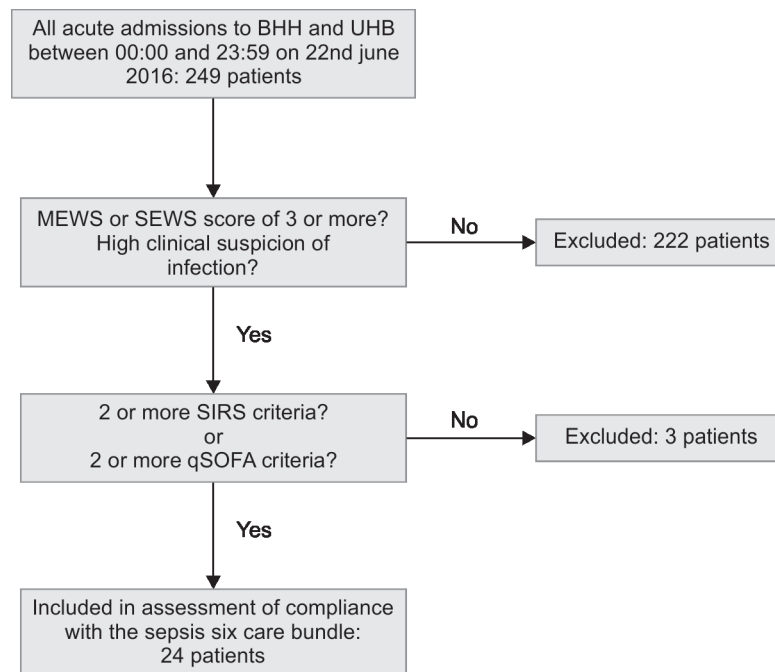 All acute admissions to BHH and UHB
between 00:00 and 23:59 on 22nd june
2016: 249 patients
MEWS or SEWS score of 3 or more?
High clinical suspicion of
infection?
No
Excluded: 222 patients
Yes
2 or more SIRS criteria?
or
2 or more qSOFA criteria?
No
Excluded: 3 patients
Yes
Included in assessment of compliance
with the sepsis six care bundle:
24 patients